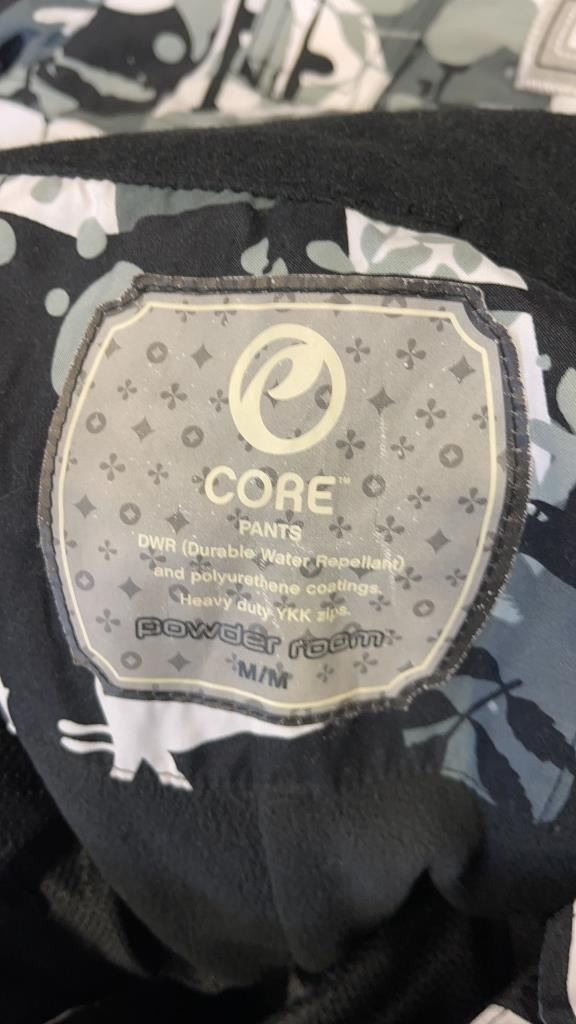 CORE™
PANTS
DWR (Durable Water Repellant)
and polyurethene coatings.
Heavy duty YKK zips.
powder room
M/M